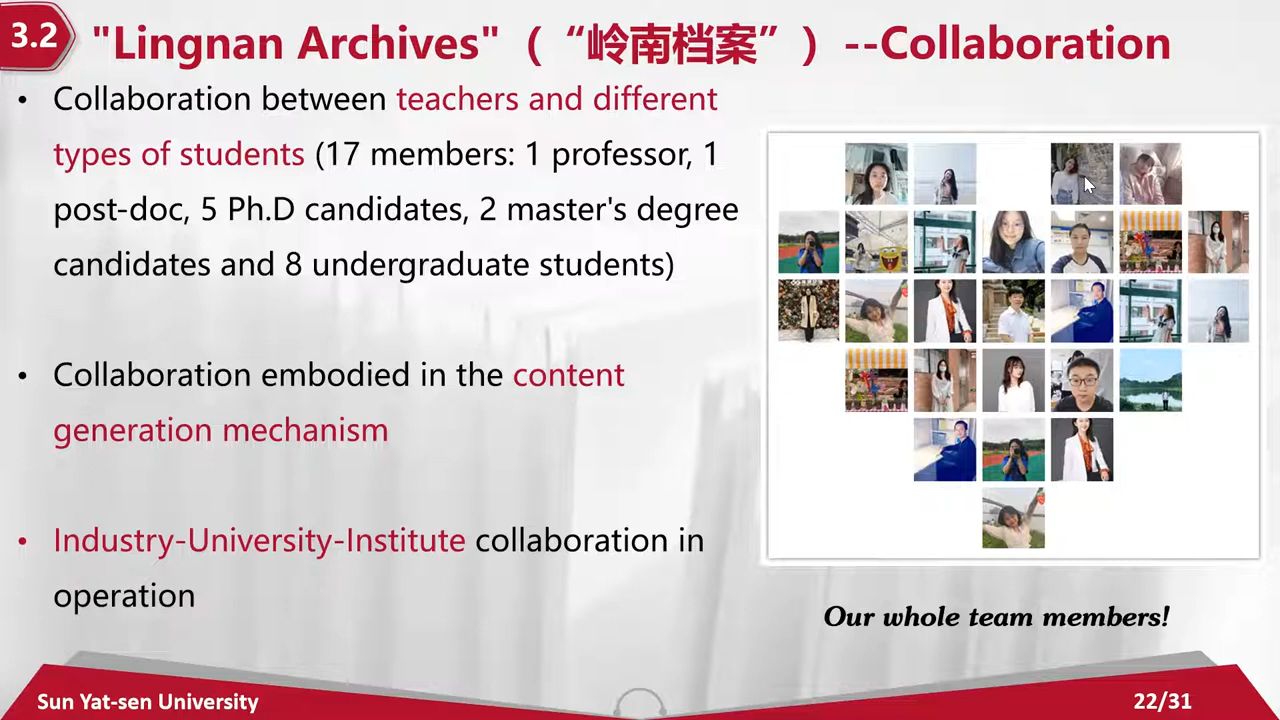 3.2
"Lingnan Archives"（“岭南档案”）--Collaboration
• Collaboration between teachers and different
types of students (17 members: 1 professor, 1
post-doc, 5 Ph.D candidates, 2 master's degree
candidates and 8 undergraduate students)
• Collaboration embodied in the content
generation mechanism
• Industry-University-Institute collaboration in
operation
Our whole team members!
Sun Yat-sen University
22/31